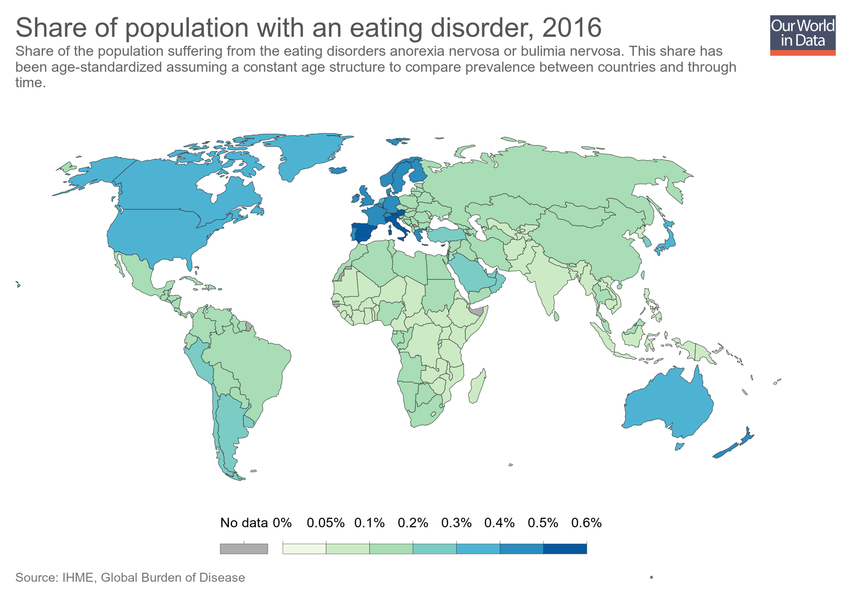 Share of population with an eating disorder, 2016
Our World
in Data
Share of the population suffering from the eating disorders anorexia nervosa or bulimia nervosa. This share has
been age-standardized assuming a constant age structure to compare prevalence between countries and through
time.
No data 0% 0.05% 0.1% 0.2% 0.3% 0.4% 0.5% 0.6%
Source: IHME, Global Burden of Disease